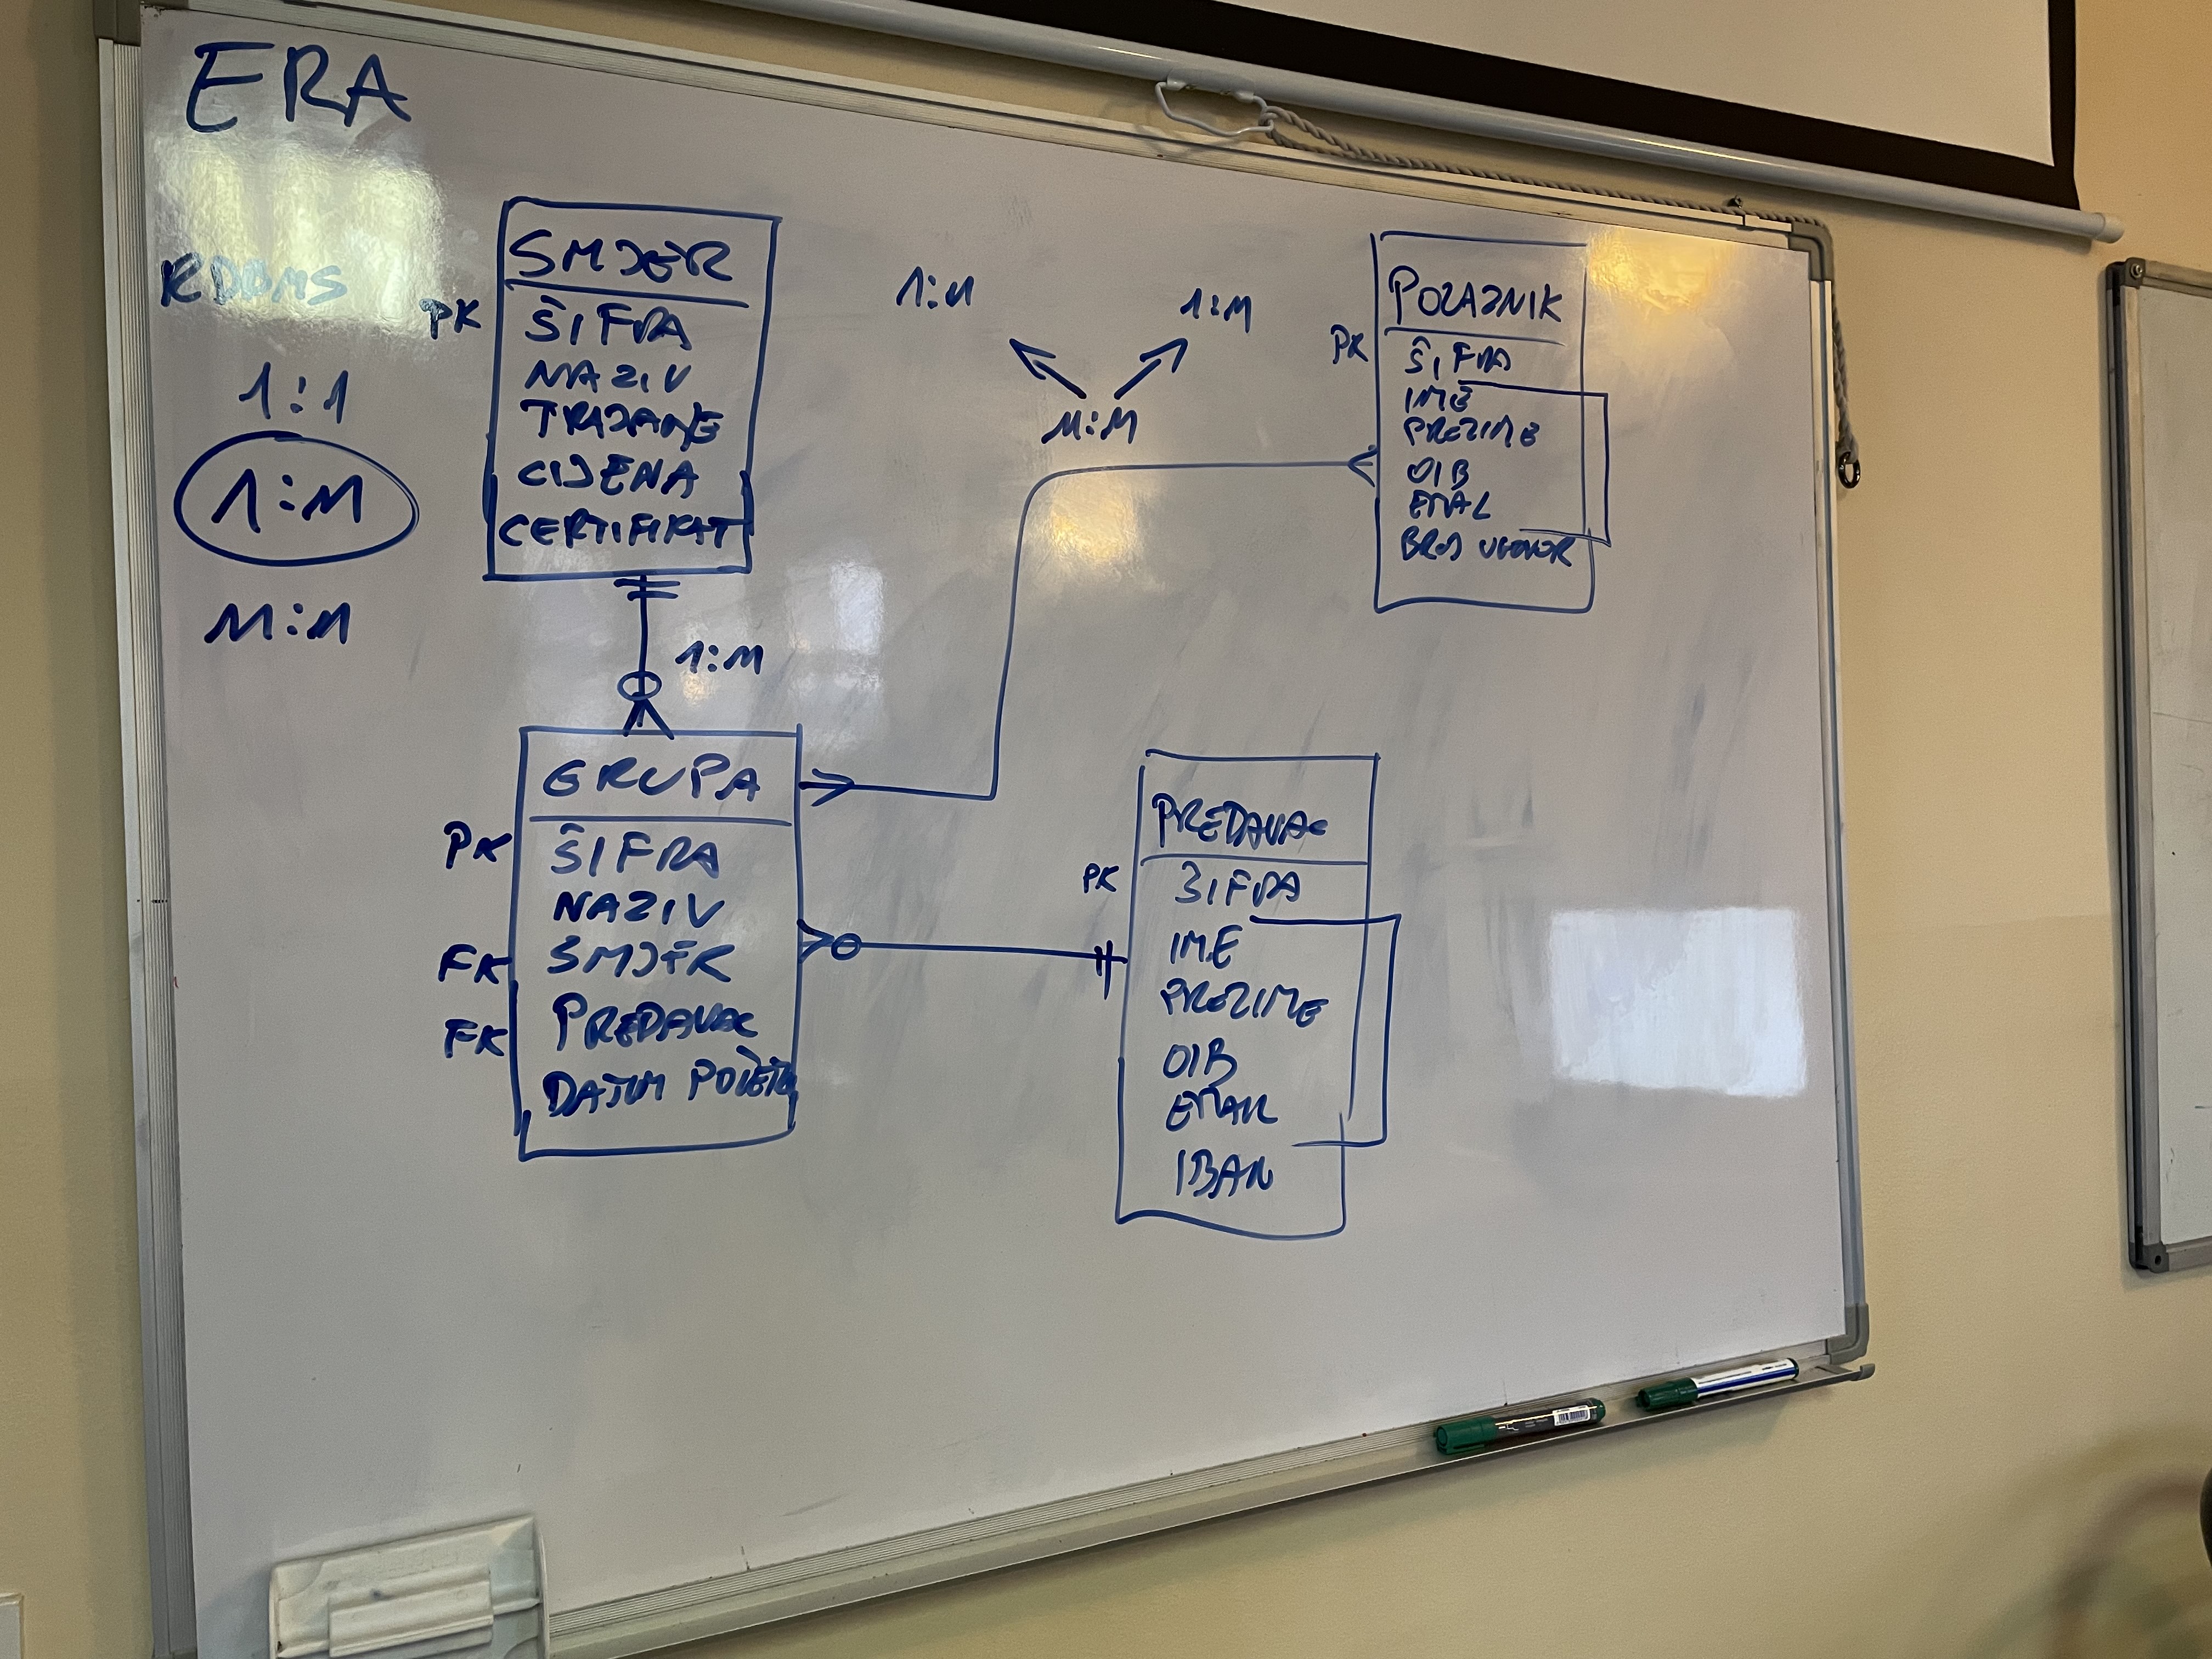 ERA
RDBMS
1:1
1:M
M:M
SMJER
PK ŠIFRA
NAZIV
TRAJANJE
CIJENA
CERTIFIKAT
1:M
GRUPA
PK ŠIFRA
NAZIV
FK SMJER
FK PREDAVAC
DATUM POČETKA
1:M
1:M
M:M
POLAZNIK
PK ŠIFRA
IME
PREZIME
OIB
EMAIL
BROJ UGOVOR
PREDAVAC
PK ŠIFRA
IME
PREZIME
OIB
EMAIL
IBAN